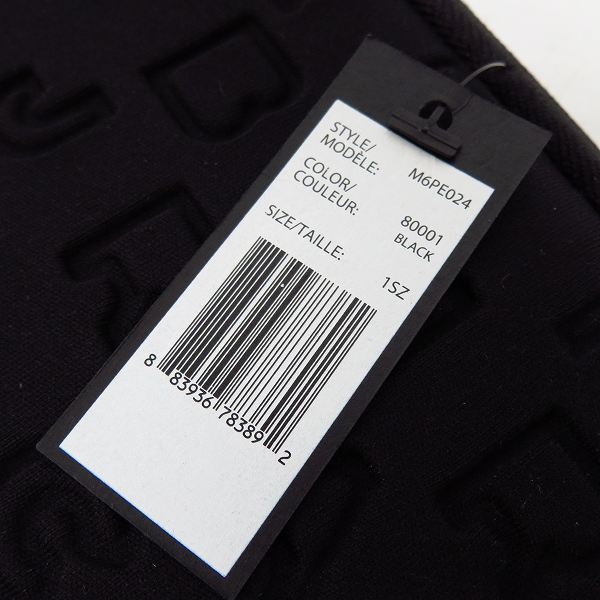 STYLE/
MODÈLE: M6PE024
COLOR/
COULEUR: 80001
BLACK
SIZE/TAILLE: 1SZ
8 83936 78389 2